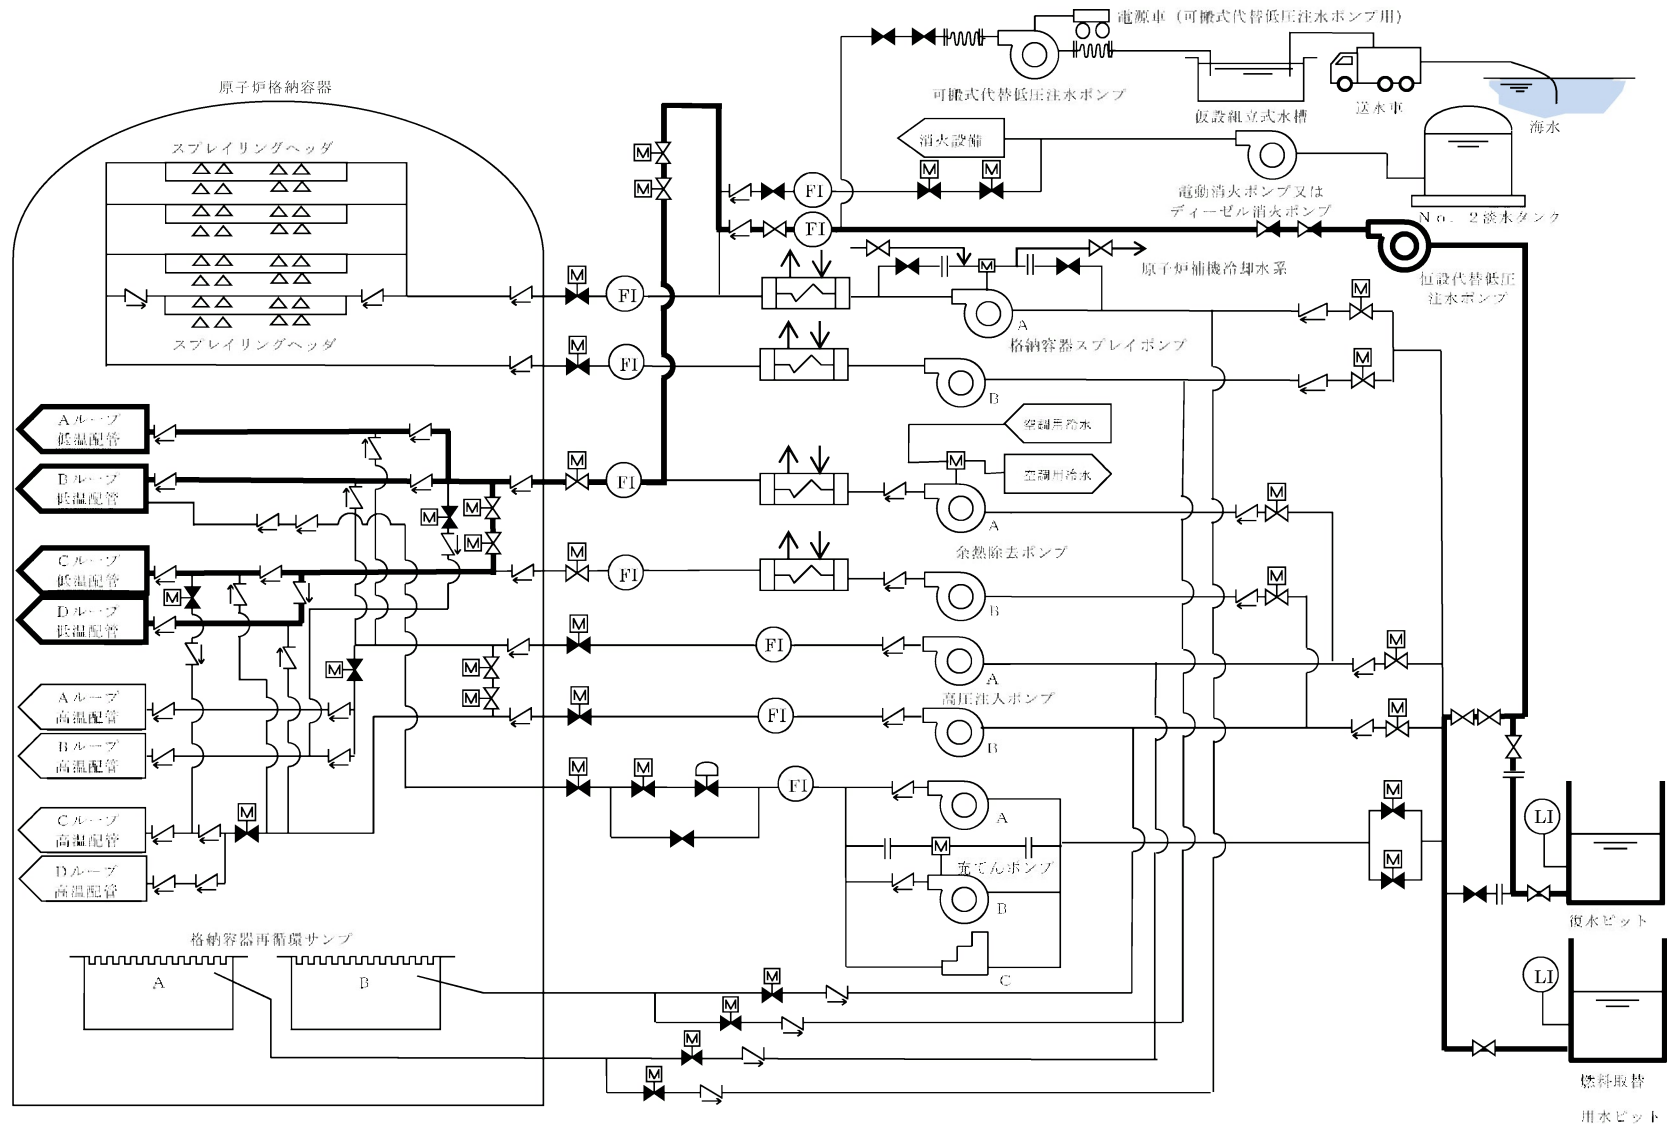 電源車（可搬式代替低圧注水ポンプ用）
原子炉格納容器
可搬式代替低圧注水ポンプ
仮設組立式水槽
送水車
海水
スプレイリングヘッダ
消火設備
M
M
M
M
FI
電動消火ポンプ又は
ディーゼル消火ポンプ
No. 2淡水タンク
FI
原子炉補機冷却水系
恒設代替低圧
注水ポンプ
M
FI
M
A
M
格納容器スプレイポンプ
スプレイリングヘッダ
M
FI
B
M
Aループ
低温配管
空調用冷水
Bループ
低温配管
M
FI
M
空調用冷水
A
M
M
M
M
余熱除去ポンプ
Cループ
低温配管
M
FI
B
M
M
Dループ
低温配管
M
FI
A
M
M
M
M
高圧注入ポンプ
Aループ
高温配管
M
FI
B
M
Bループ
高温配管
M
M
FI
A
M
LI
Cループ
高温配管
M
M
充てんポンプ
M
Dループ
高温配管
B
復水ピット
格納容器再循環サンプ
A
B
C
M
M
M
M
LI
燃料取替
用水ピット